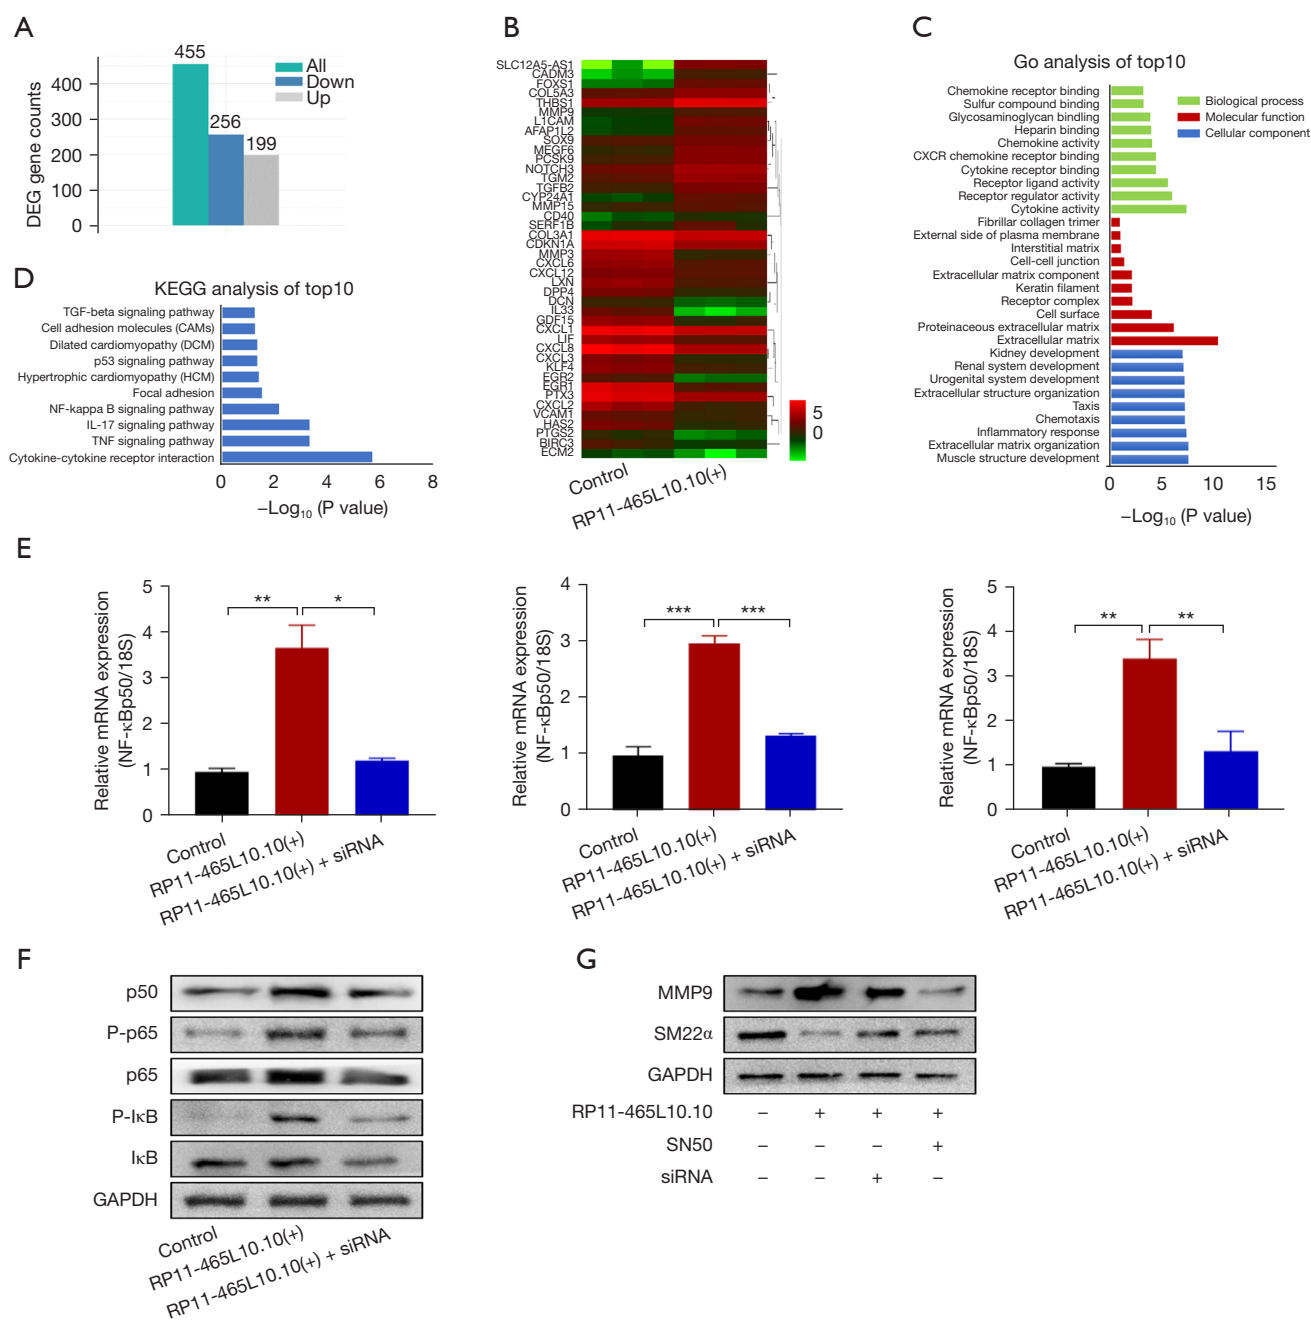 A
455
256
199
All
Down
Up
DEG gene counts
400
300
200
100
0
B
SLC12A5-AS1
CADM3
FOXS1
COL5A3
THBS1
MMP9
L1CAM
AFAP1L2
SOX9
MEGF6
PCSK9
NOTCH3
TGM2
TGFB2
CYP24A1
MMP15
CD40
SERF1B
COL3A1
CDKN1A
MMP3
CXCL6
CXCL12
LXN
DPP4
DCN
IL33
GDF15
CXCL1
LIF
CXCL8
CXCL3
KLF4
EGR2
EGR1
PTX3
CXCL2
VCAM1
HAS2
PTGS2
BIRC3
ECM2
Control
RP11-465L10.10(+)
5
0
C
Go analysis of top10
Chemokine receptor binding
Sulfur compound binding
Glycosaminoglycan bindling
Heparin binding
Chemokine activity
CXCR chemokine receptor binding
Cytokine receptor binding
Receptor ligand activity
Receptor regulator activity
Cytokine activity
Fibrillar collagen trimer
External side of plasma membrane
Interstitial matrix
Cell-cell junction
Extracellular matrix component
Keratin filament
Receptor complex
Cell surface
Proteinaceous extracellular matrix
Extracellular matrix
Kidney development
Renal system development
Urogenital system development
Extracellular structure organization
Taxis
Chemotaxis
Inflammatory response
Extracellular matrix organization
Muscle structure development
Biological process
Molecular function
Cellular component
0 5 10 15
−Log10 (P value)
D
KEGG analysis of top10
TGF-beta signaling pathway
Cell adhesion molecules (CAMs)
Dilated cardiomyopathy (DCM)
p53 signaling pathway
Hypertrophic cardiomyopathy (HCM)
Focal adhesion
NF-kappa B signaling pathway
IL-17 signaling pathway
TNF signaling pathway
Cytokine-cytokine receptor interaction
0 2 4 6 8
−Log10 (P value)
E
Relative mRNA expression
(NF-κBp50/18S)
5
4
3
2
1
0
** *
Control
RP11-465L10.10(+)
RP11-465L10.10(+) + siRNA
Relative mRNA expression
(NF-κBp50/18S)
4
3
2
1
0
*** ***
Control
RP11-465L10.10(+)
RP11-465L10.10(+) + siRNA
Relative mRNA expression
(NF-κBp50/18S)
5
4
3
2
1
0
** **
Control
RP11-465L10.10(+)
RP11-465L10.10(+) + siRNA
F
p50
P-p65
p65
P-IκB
IκB
GAPDH
Control
RP11-465L10.10(+)
RP11-465L10.10(+) + siRNA
G
MMP9
SM22α
GAPDH
RP11-465L10.10 − + + +
SN50 − − − +
siRNA − − + −